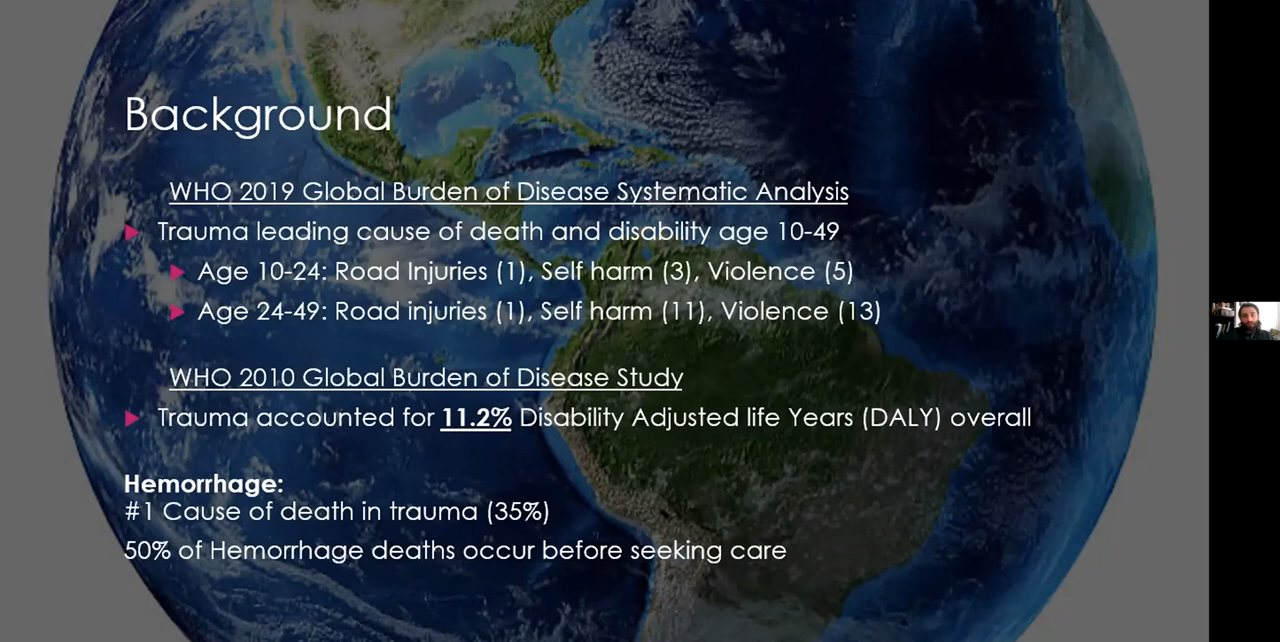 Background
WHO 2019 Global Burden of Disease Systematic Analysis
Trauma leading cause of death and disability age 10-49
Age 10-24: Road Injuries (1), Self harm (3), Violence (5)
Age 24-49: Road injuries (1), Self harm (11), Violence (13)
WHO 2010 Global Burden of Disease Study
Trauma accounted for 11.2% Disability Adjusted life Years (DALY) overall
Hemorrhage:
#1 Cause of death in trauma (35%)
50% of Hemorrhage deaths occur before seeking care